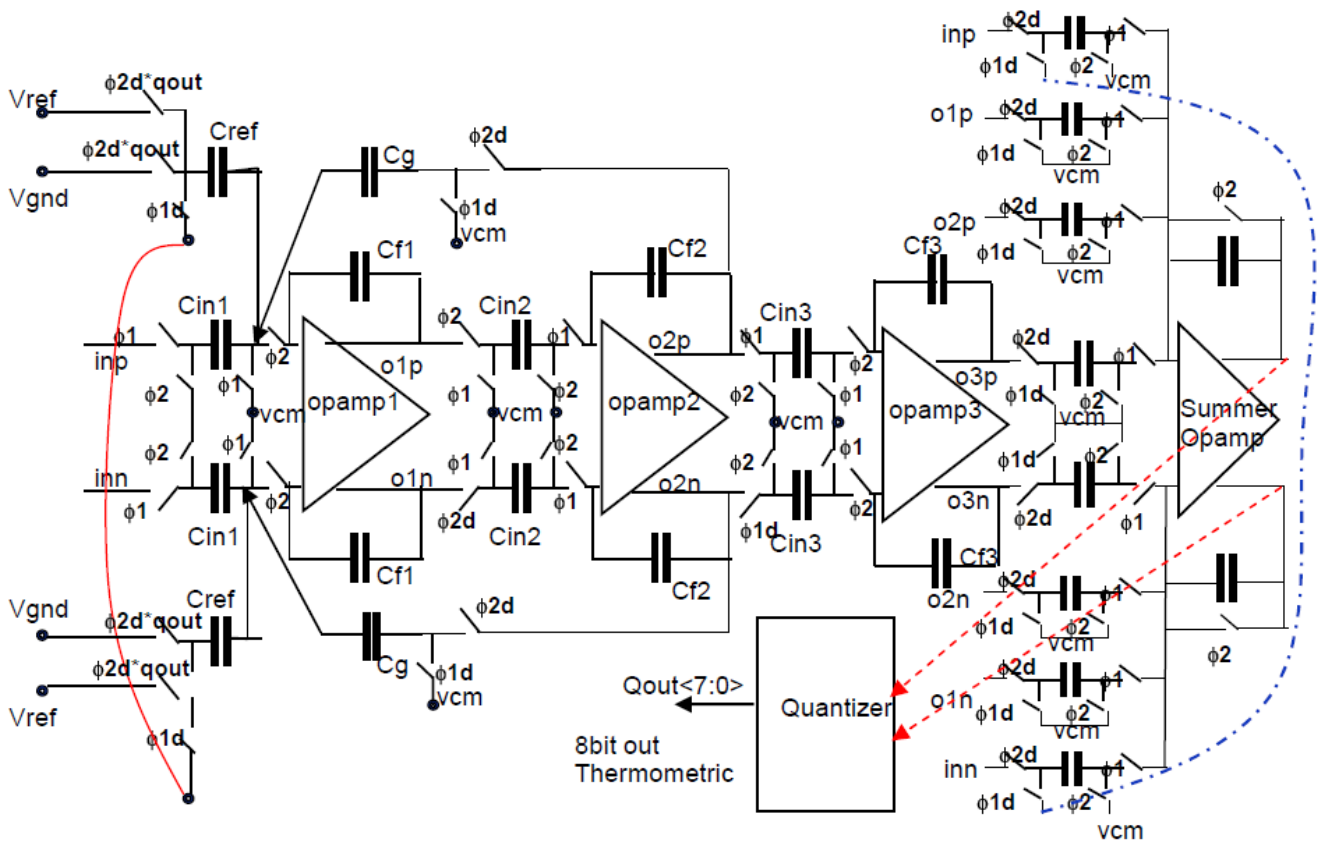 inp
ϕ2d
ϕ1
ϕ1d
ϕ2
vcm
ϕ2d*qout
Vref
ϕ2d*qout
Vgnd
Cref
ϕ1d
Cg
ϕ2d
ϕ1d
vcm
o1p
ϕ2d
ϕ1
ϕ1d
ϕ2
vcm
o2p
ϕ2d
ϕ1
ϕ1d
ϕ2
vcm
ϕ2
Cf1
Cf2
Cf3
Cin1
Cin2
Cin3
ϕ1
inp
ϕ2
o1p
ϕ2
ϕ1
o2p
ϕ1
ϕ2
o3p
ϕ2d
ϕ1
ϕ2
ϕ1
vcm
opamp1
ϕ1
vcm
ϕ2
opamp2
ϕ2
vcm
ϕ1
opamp3
ϕ1d
ϕ2
vcm
Summer
Opamp
ϕ2
ϕ1
ϕ1
ϕ2
ϕ2
ϕ1
ϕ1d
ϕ2
inn
ϕ1
ϕ2
o1n
ϕ2d
ϕ1
o2n
ϕ1d
ϕ2
o3n
ϕ2d
ϕ1
Cin1
Cin2
Cin3
Cf1
Cf2
Cf3
Vgnd
ϕ2d*qout
Cref
ϕ2d*qout
Vref
ϕ1d
Cg
ϕ2d
ϕ1d
vcm
o2n
ϕ2d
ϕ1
ϕ1d
ϕ2
vcm
ϕ2
o1n
ϕ2d
ϕ1
ϕ1d
ϕ2
vcm
inn
ϕ2d
ϕ1
ϕ1d
ϕ2
vcm
Qout<7:0>
Quantizer
8bit out
Thermometric